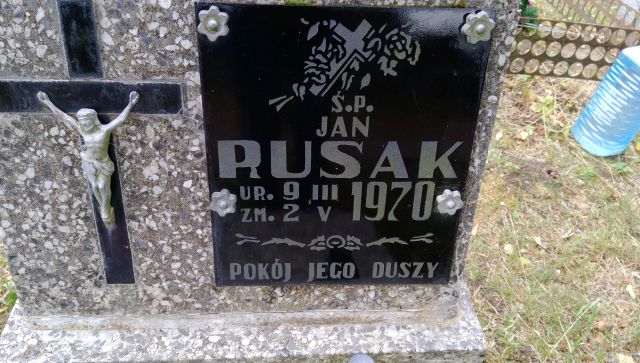 Ś.P.
JAN
RUSAK
UR. 9 III 1970
ZM. 2 V
POKÓJ JEGO DUSZY